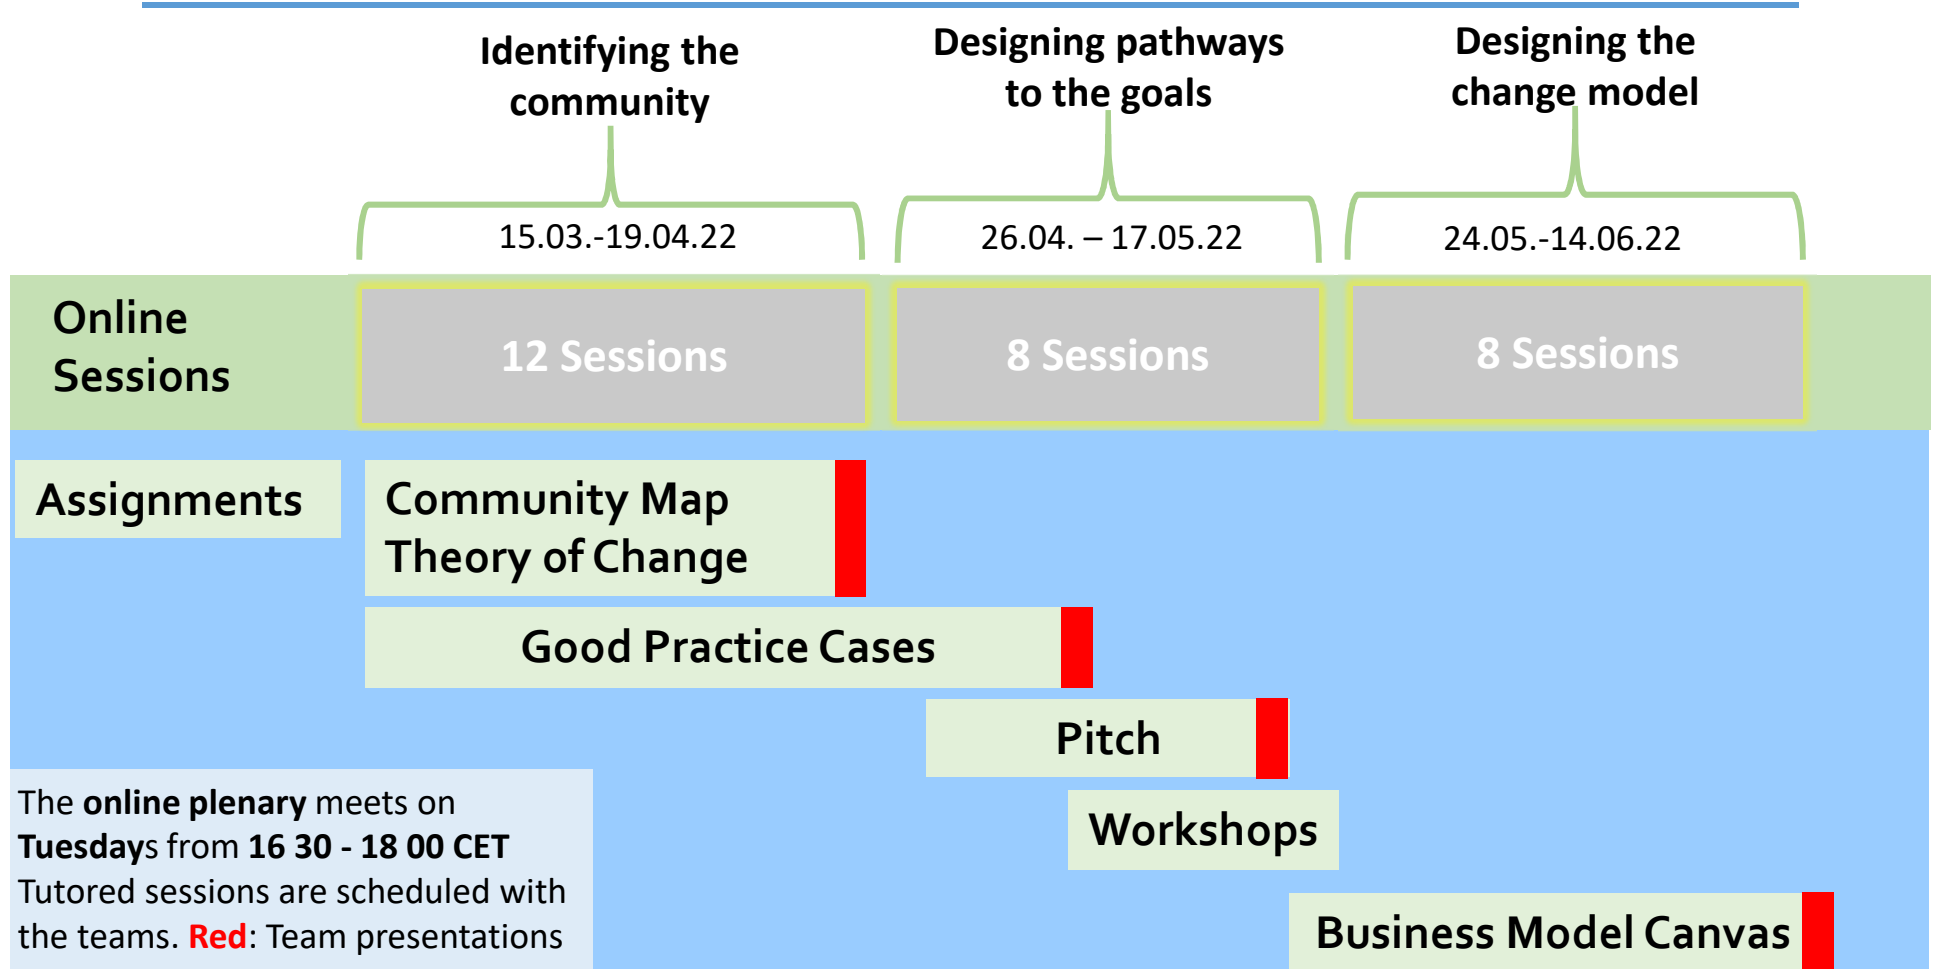 Identifying the
community
Designing pathways
to the goals
Designing the
change model
15.03.-19.04.22
26.04. – 17.05.22
24.05.-14.06.22
Online
Sessions
12 Sessions
8 Sessions
8 Sessions
Assignments
Community Map
Theory of Change
Good Practice Cases
Pitch
Workshops
Business Model Canvas
The online plenary meets on
Tuesdays from 16 30 - 18 00 CET
Tutored sessions are scheduled with
the teams. Red: Team presentations